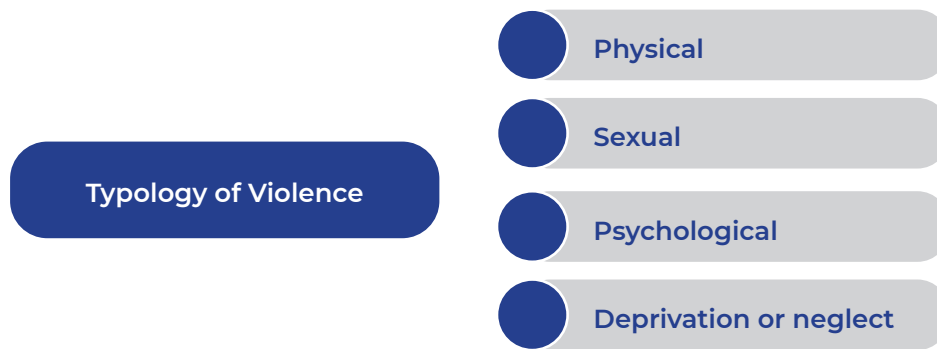 Typology of Violence
Physical
Sexual
Psychological
Deprivation or neglect